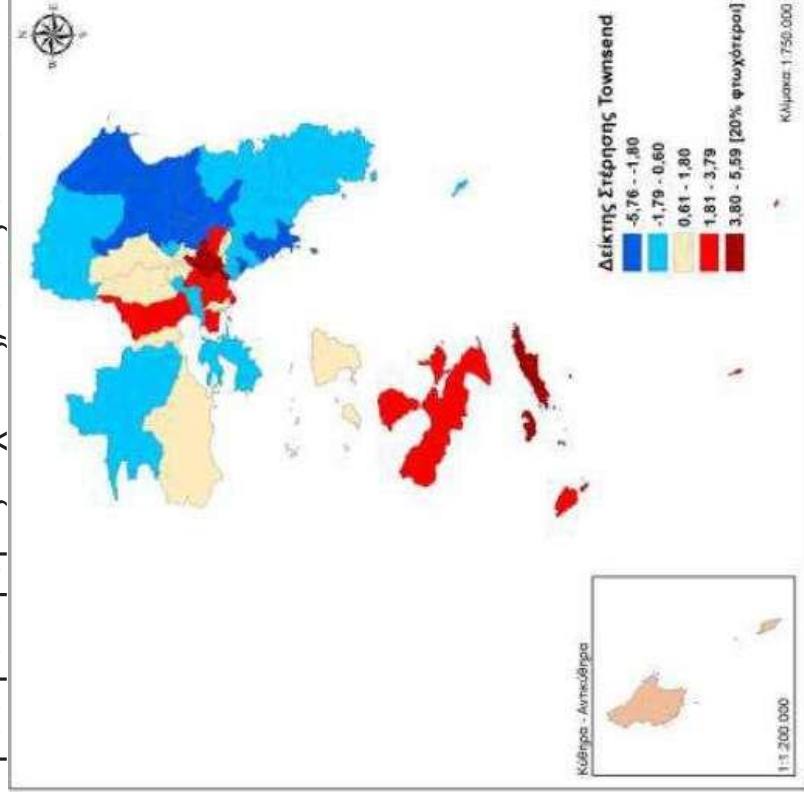 N
E
W
S
Δείκτης Στέρησης Townsend
-5,76 - -1,80
-1,79 - 0,60
0,61 - 1,80
1,81 - 3,79
3,80 - 5,59 [20% φτωχότεροι]
Κλίμακα: 1:750.000
Κύθηρα - Αντικύθηρα
1:1.200.000